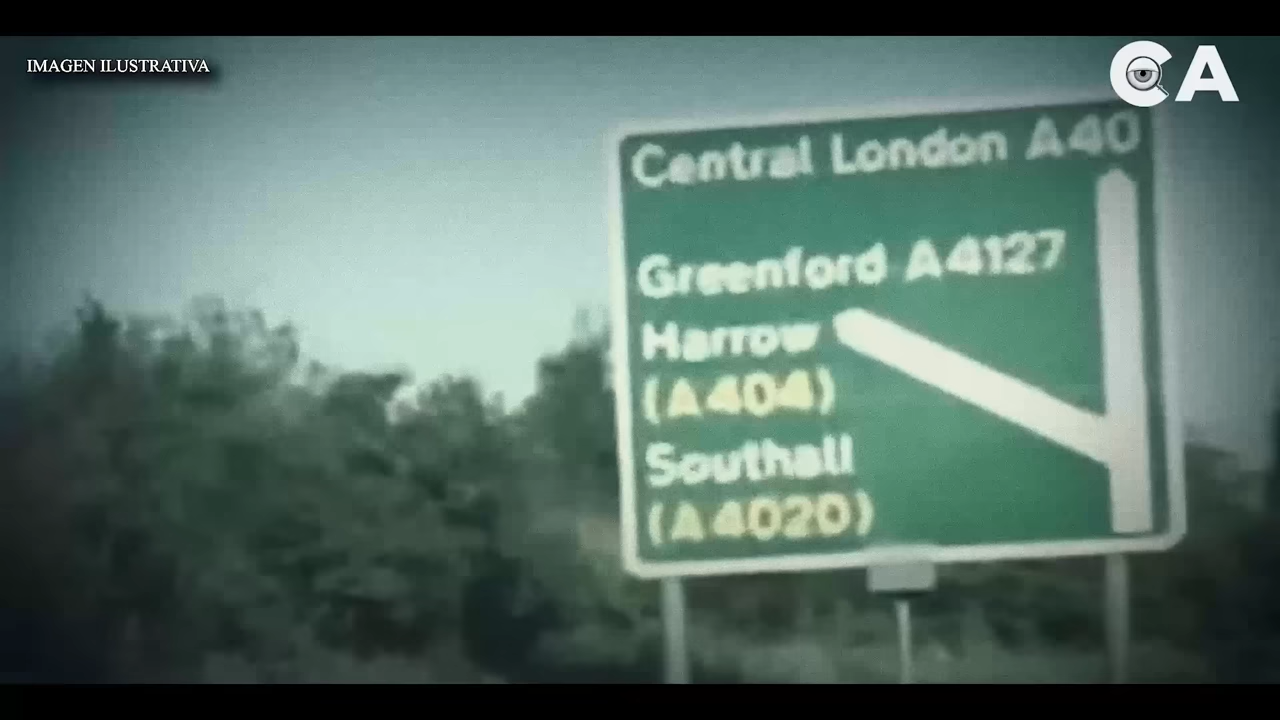 IMAGEN ILUSTRATIVA
CA
Central London A40
Greenford A4127
Harrow
(A404)
Southall
(A4020)